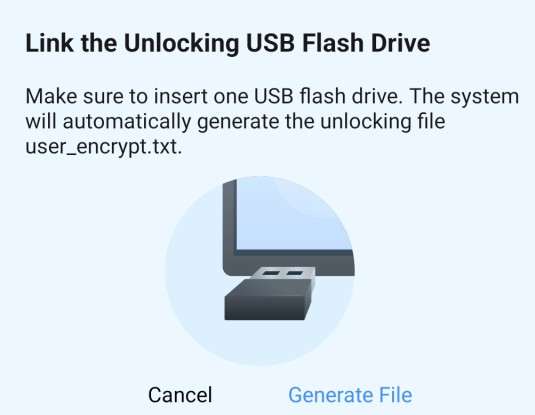 Link the Unlocking USB Flash Drive
Make sure to insert one USB flash drive. The system
will automatically generate the unlocking file
user_encrypt.txt.
Cancel
Generate File